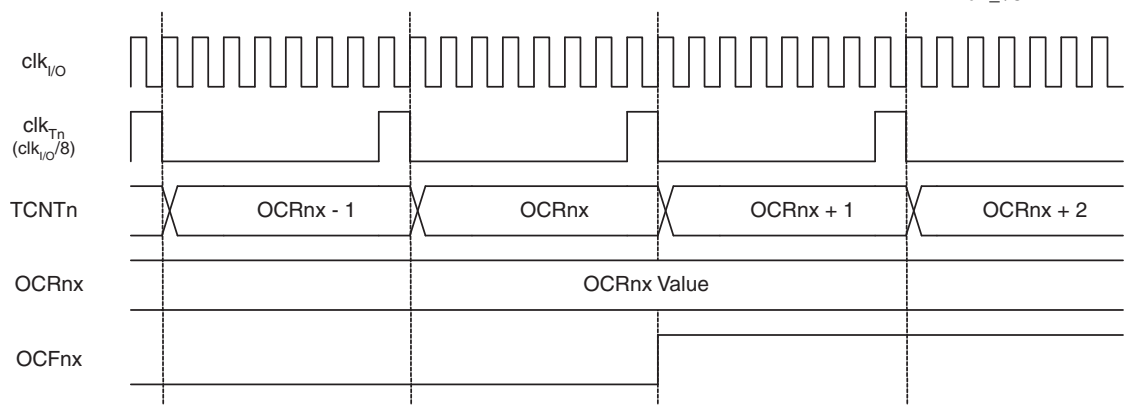 clkI/O
clkTn
(clkI/O/8)
TCNTn
OCRnx - 1
OCRnx
OCRnx + 1
OCRnx + 2
OCRnx
OCRnx Value
OCFnx